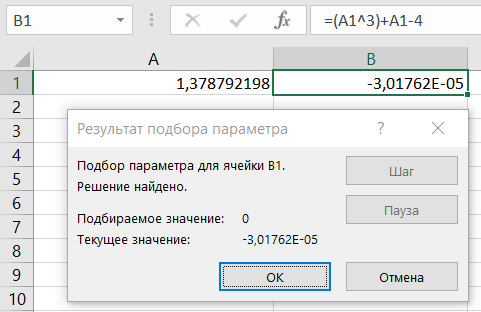 B1 fx =(A1^3)+A1-4
A B
1 1,378792198 -3,01762E-05
2
3
4
5
6
7
8
9
10
Результат подбора параметра ?
Подбор параметра для ячейки B1.
Решение найдено.
Подбираемое значение: 0
Текущее значение: -3,01762E-05
Шаг
Пауза
ОК
Отмена